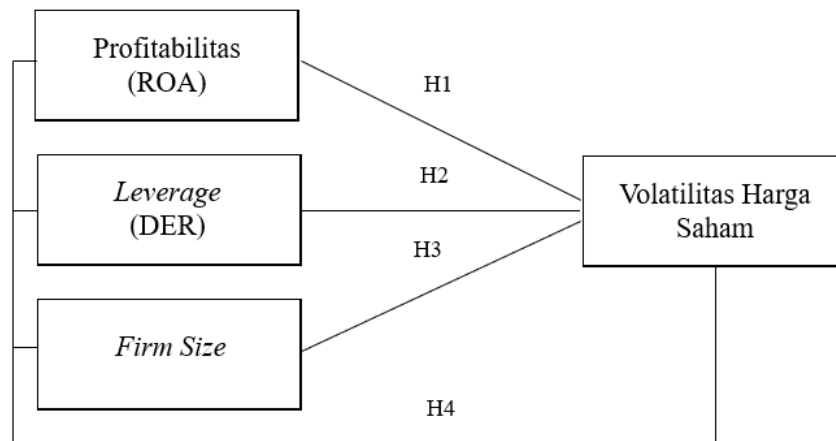 Profitabilitas
(ROA)
H1
H2
Leverage
(DER)
Volatilitas Harga
Saham
H3
Firm Size
H4